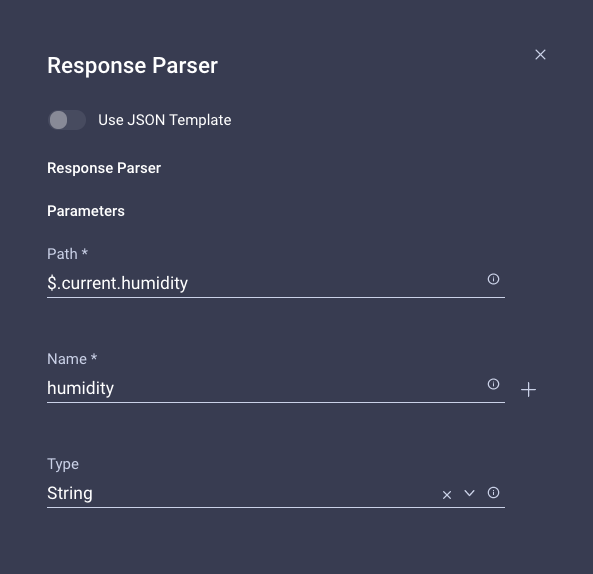 Response Parser
Use JSON Template
Response Parser
Parameters
Path *
$.current.humidity
Name *
humidity
Type
String